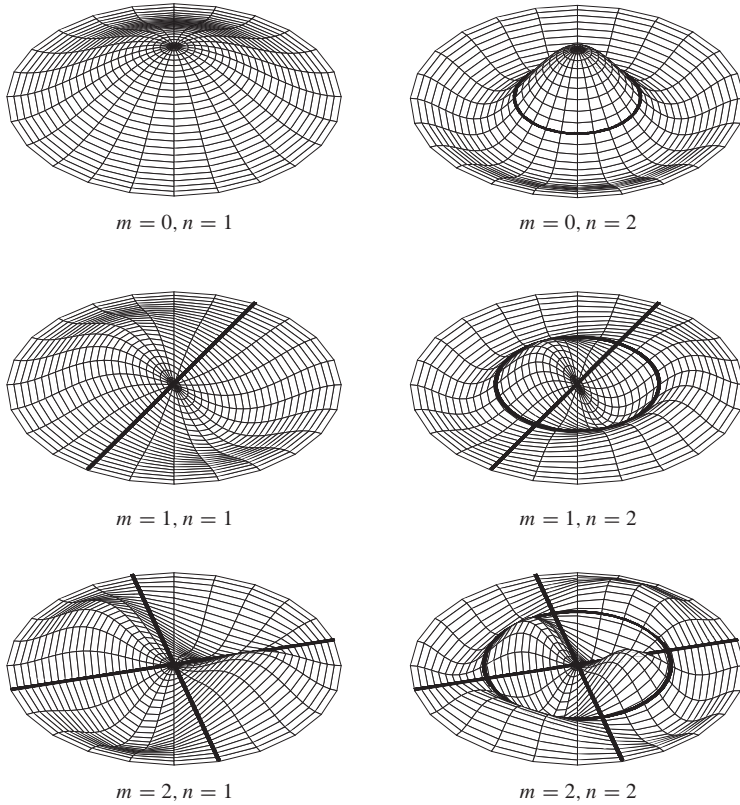 m = 0, n = 1
m = 0, n = 2
m = 1, n = 1
m = 1, n = 2
m = 2, n = 1
m = 2, n = 2